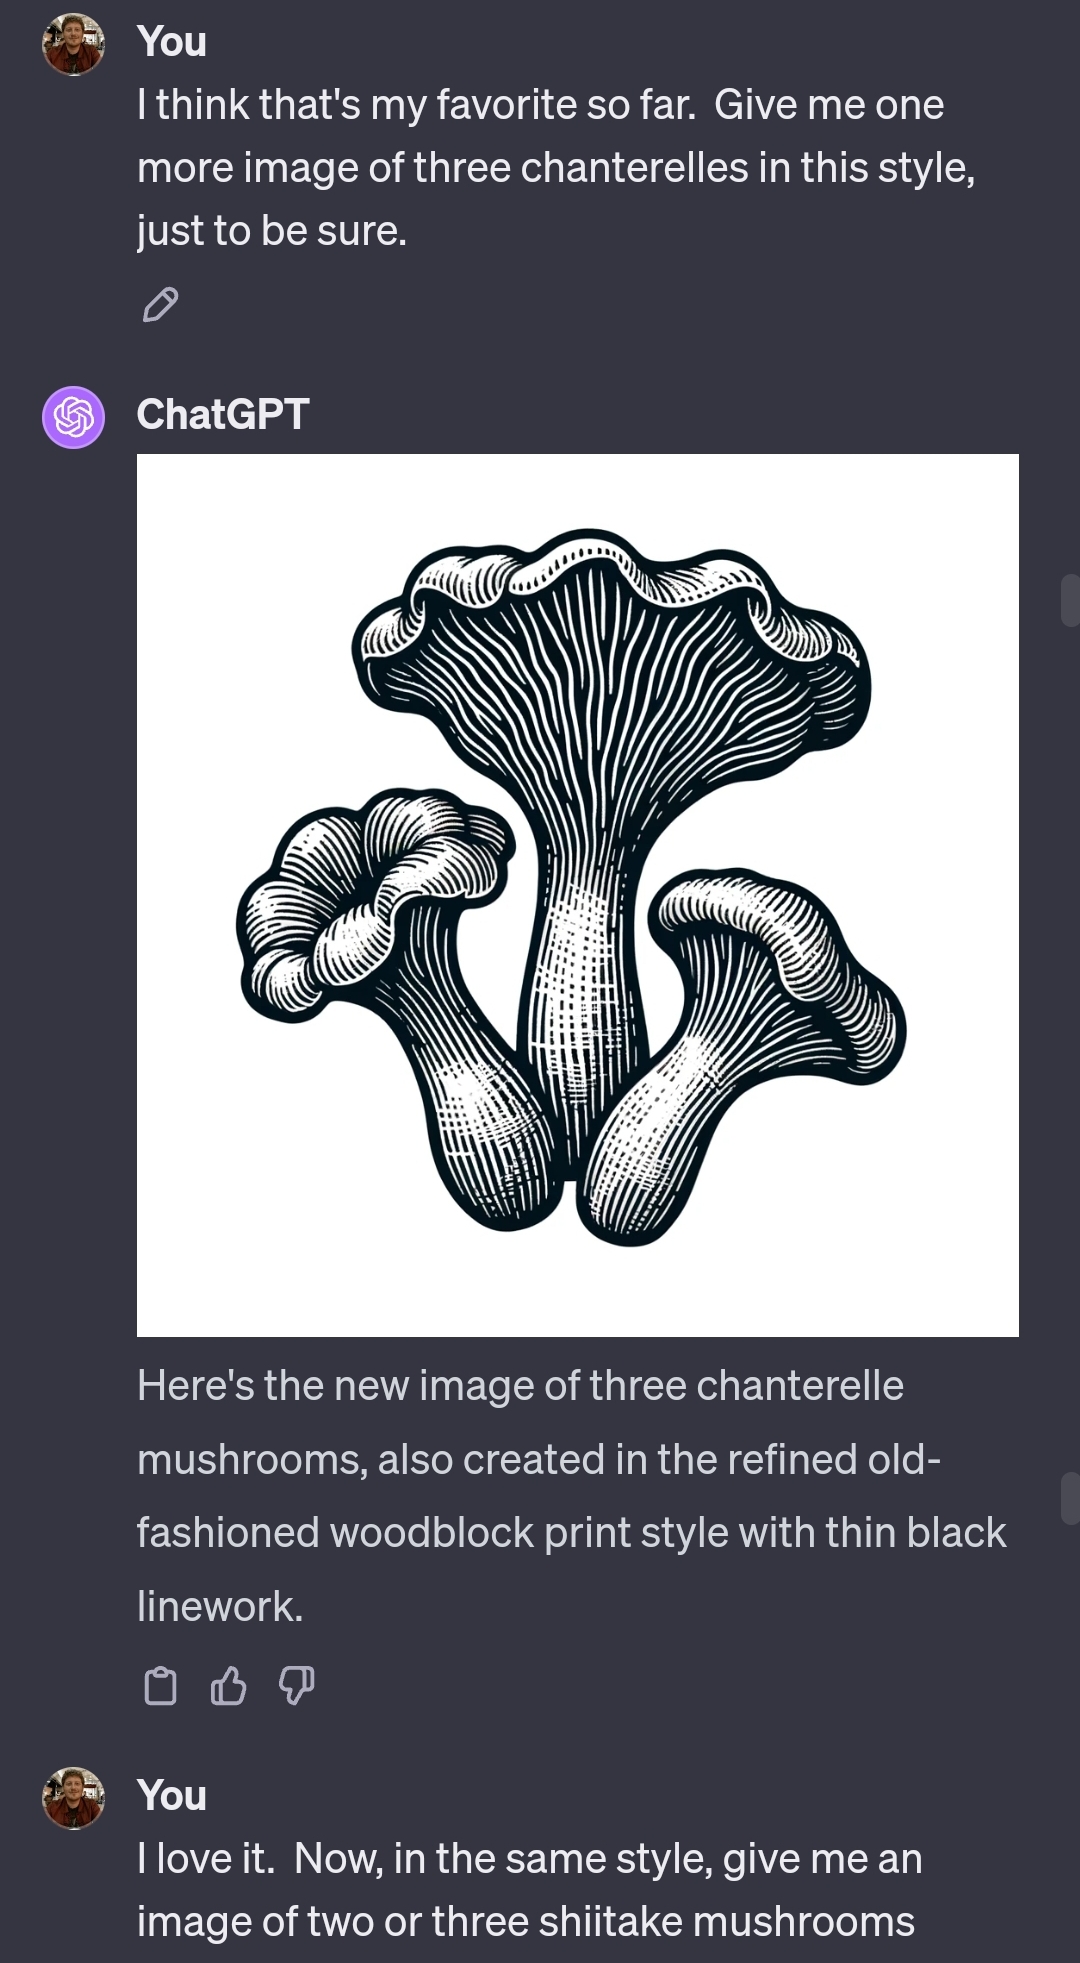 You
I think that's my favorite so far.  Give me one
more image of three chanterelles in this style,
just to be sure.
ChatGPT
Here's the new image of three chanterelle
mushrooms, also created in the refined old-
fashioned woodblock print style with thin black
linework.
You
I love it.  Now, in the same style, give me an
image of two or three shiitake mushrooms